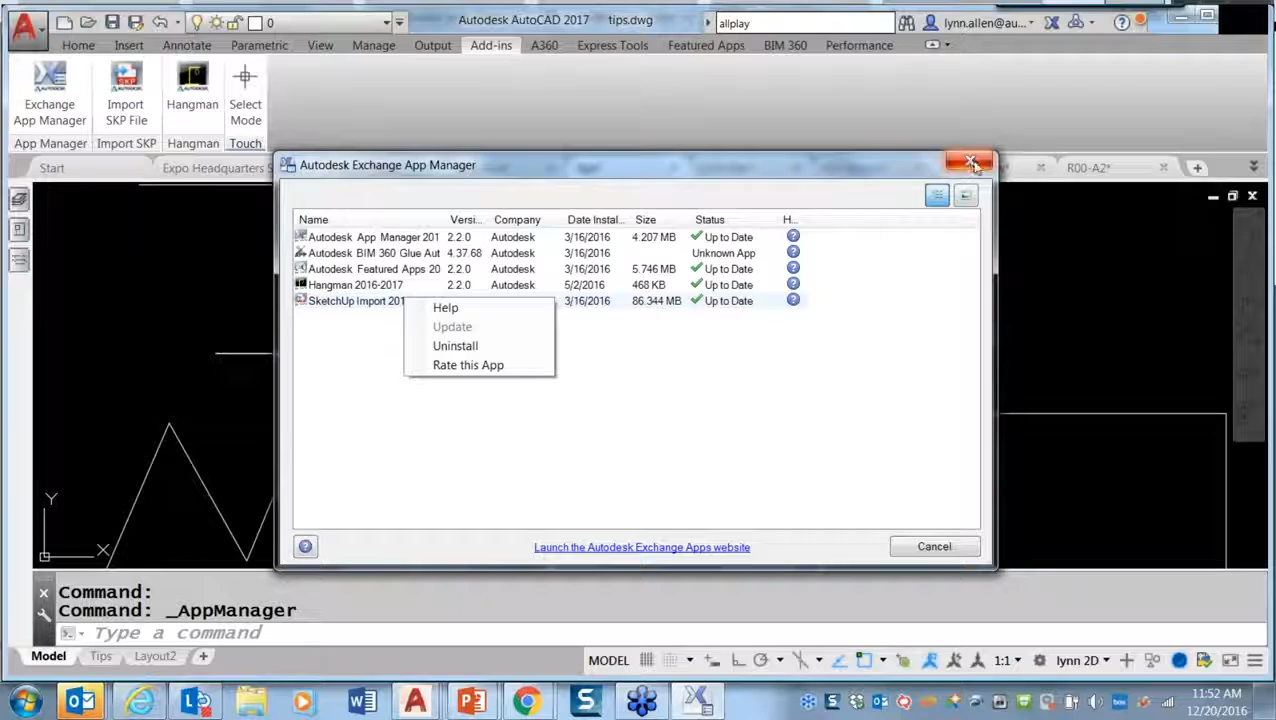 Autodesk AutoCAD 2017 tips.dwg allplay lynn.allen@au...
0
Home Insert Annotate Parametric View Manage Output Add-ins A360 Express Tools Featured Apps BIM 360 Performance
Exchange App Manager
Import SKP File
Hangman
Select Mode
App Manager Import SKP Hangman Touch
Start Expo Headquarters S R00-A2*
Autodesk Exchange App Manager
Name Versi... Company Date Instal... Size Status H...
Autodesk App Manager 201 2.2.0 Autodesk 3/16/2016 4.207 MB Up to Date
Autodesk BIM 360 Glue Aut 4.37.68 Autodesk 3/16/2016 Unknown App
Autodesk Featured Apps 20 2.2.0 Autodesk 3/16/2016 5.746 MB Up to Date
Hangman 2016-2017 2.2.0 Autodesk 5/2/2016 468 KB Up to Date
SketchUp Import 201 3/16/2016 86.344 MB Up to Date
Help
Update
Uninstall
Rate this App
Launch the Autodesk Exchange Apps website
Cancel
Y
X
Command:
Command: _AppManager
Type a command
Model Tips Layout2 +
MODEL 1:1 lynn 2D
11:52 AM
12/20/2016